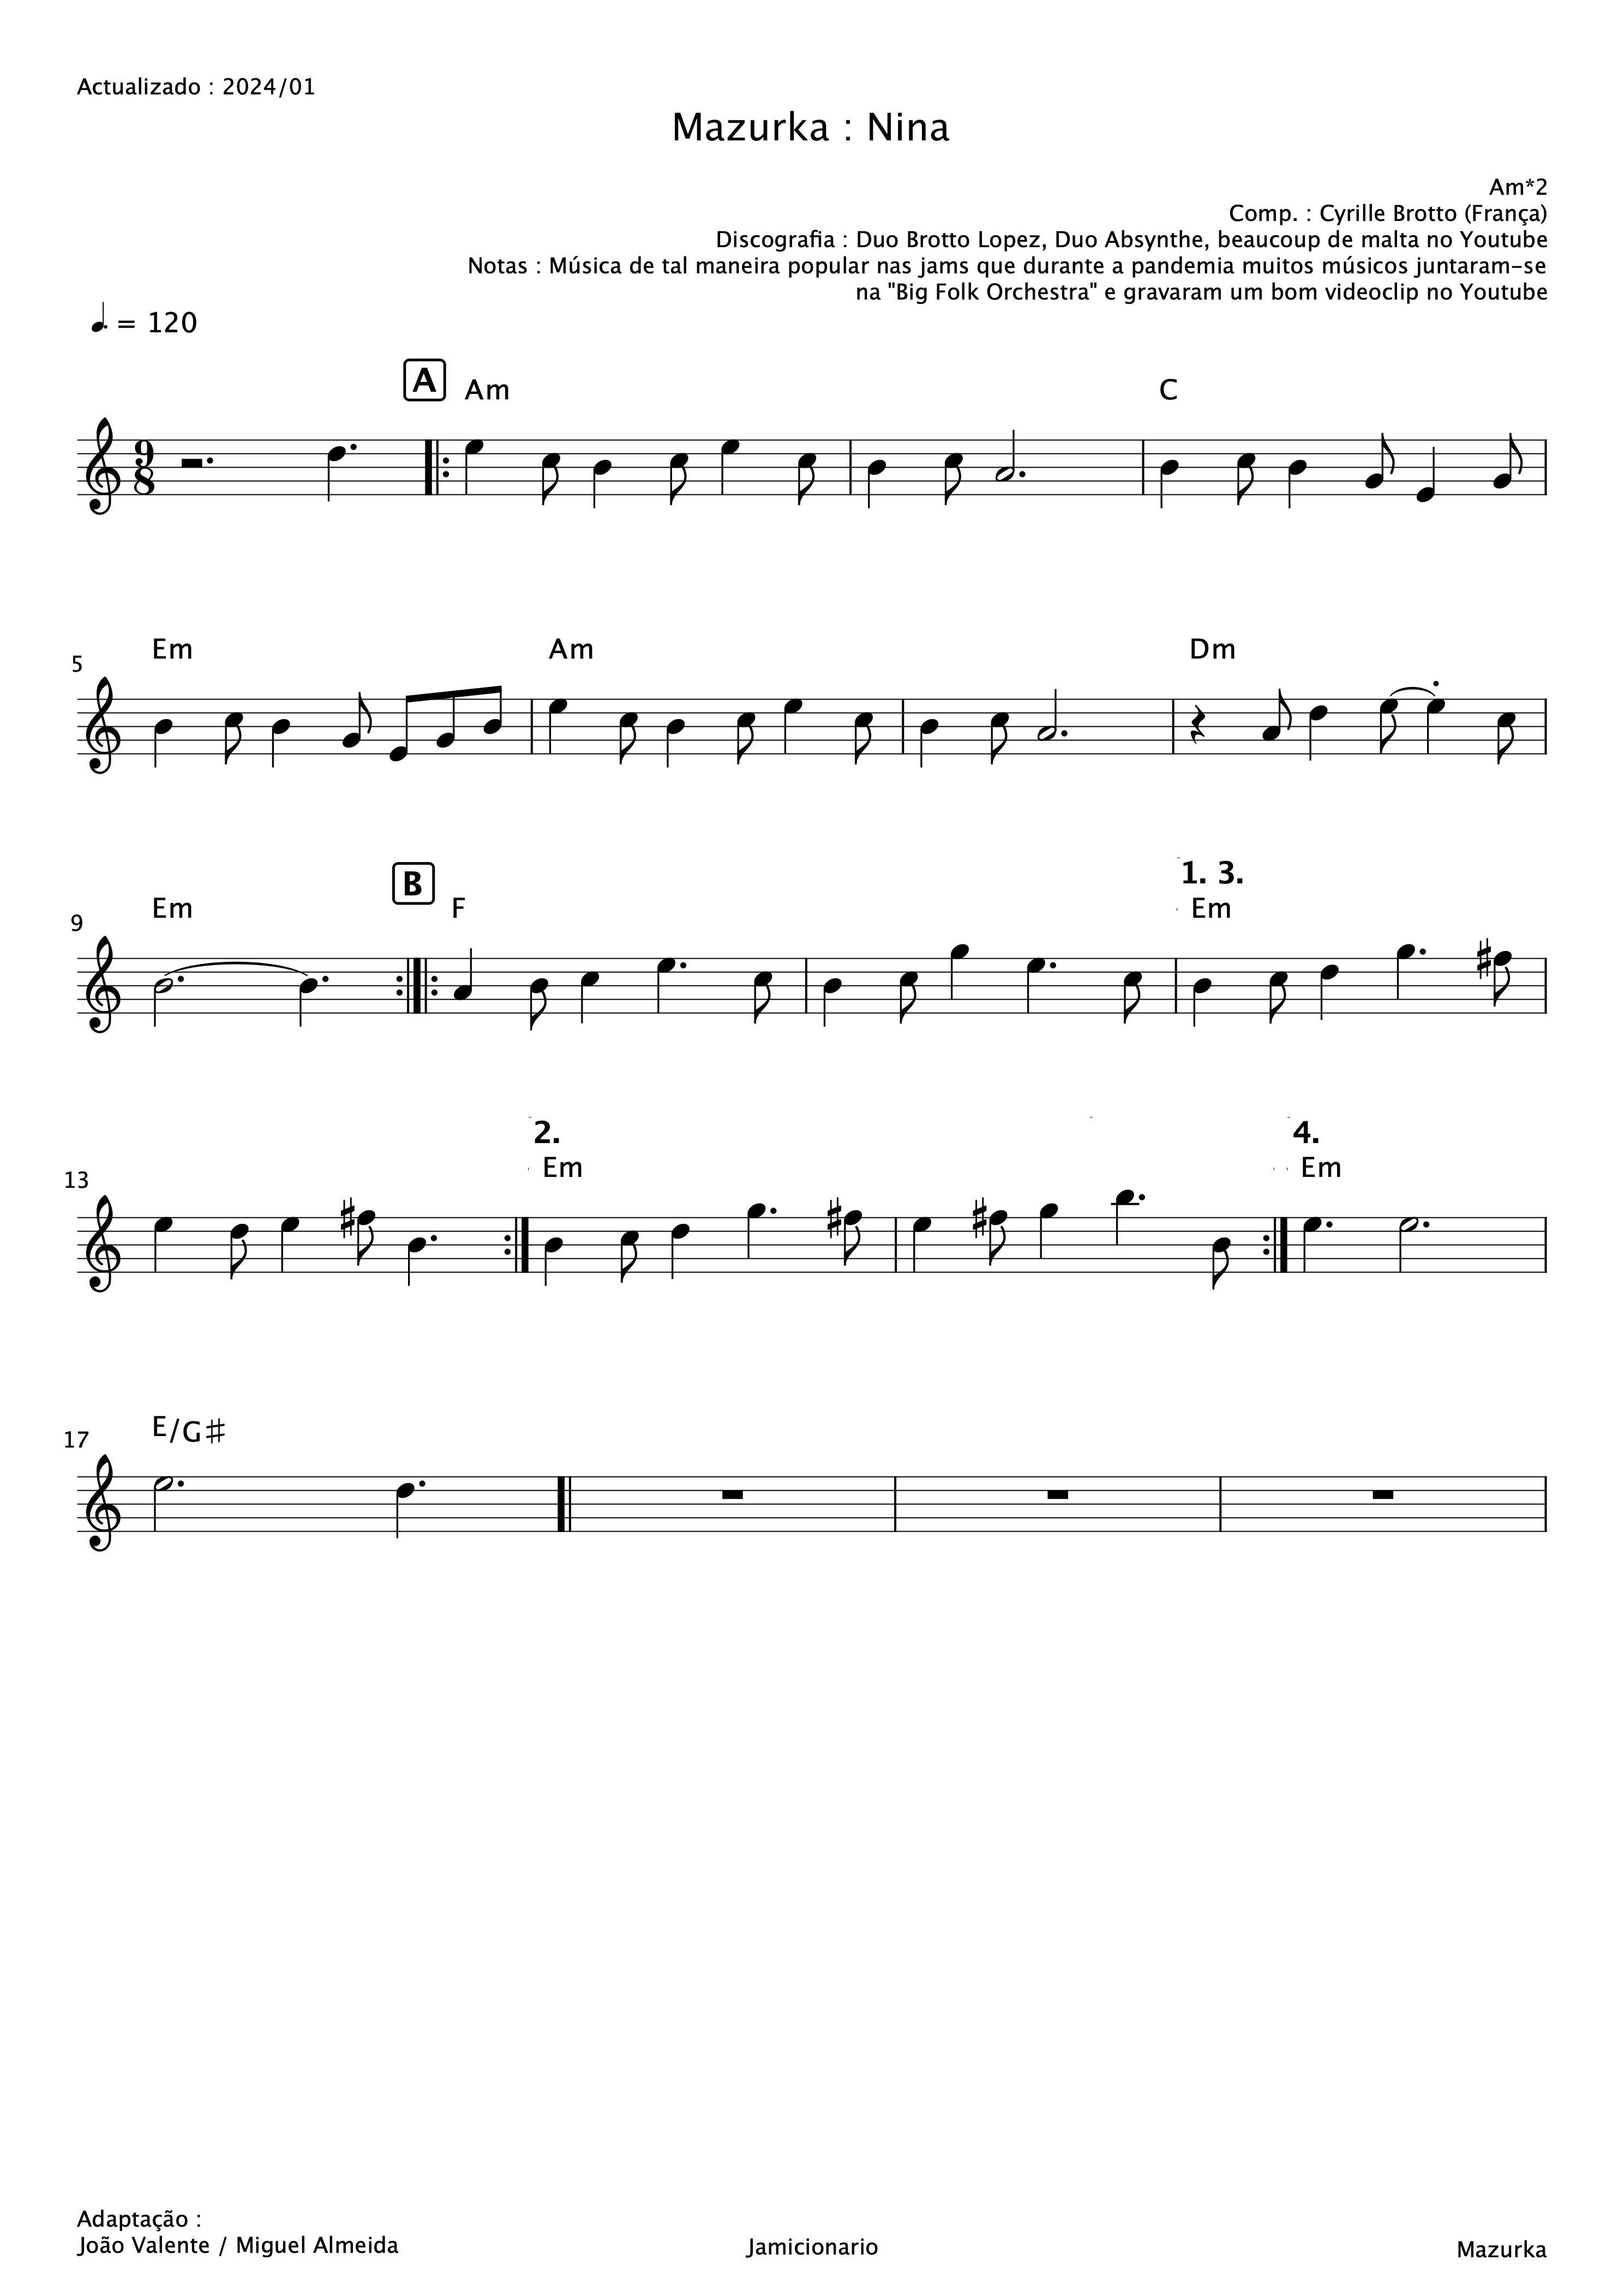 Actualizado : 2024/01
Mazurka : Nina
Am*2
Comp. : Cyrille Brotto (França)
Discografia : Duo Brotto Lopez, Duo Absynthe, beaucoup de malta no Youtube
Notas : Música de tal maneira popular nas jams que durante a pandemia muitos músicos juntaram-se
na "Big Folk Orchestra" e gravaram um bom videoclip no Youtube
= 120
A Am C
9
8
5 Em Am Dm
1. 3.
9 Em B F Em
2. 4.
13 Em Em
17 E/G♯
Adaptação :
João Valente / Miguel Almeida Jamicionario Mazurka